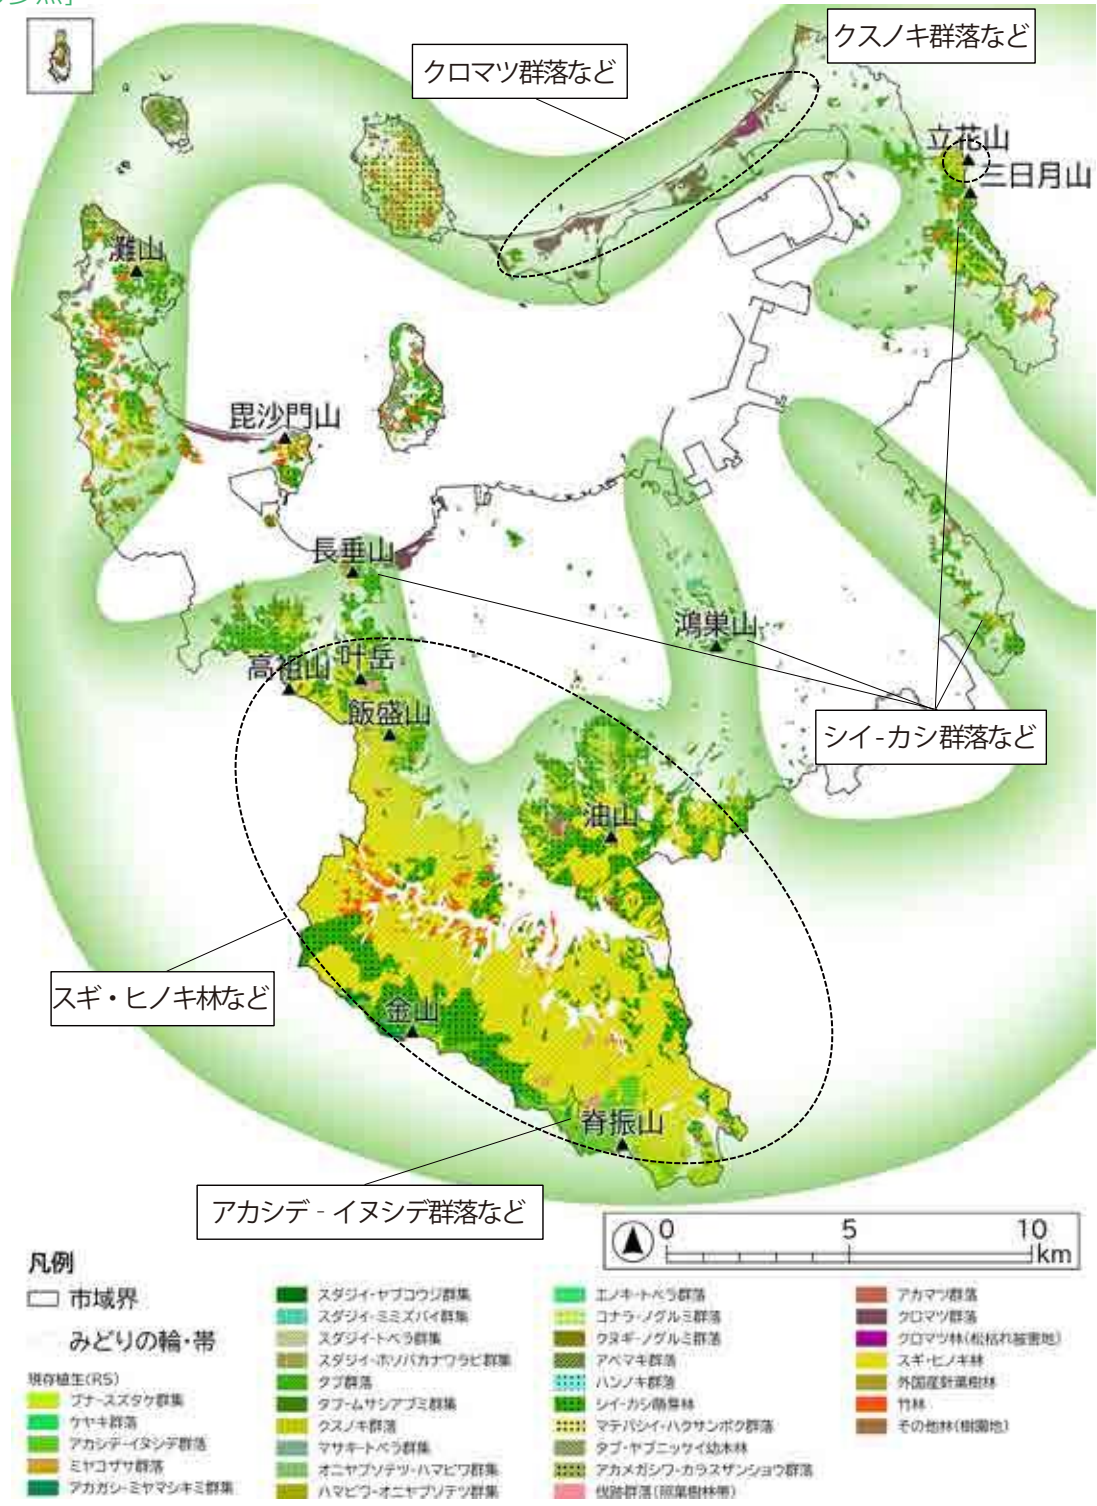 クスノキ群落など
クロマツ群落など
立花山
三日月山
灘山
毘沙門山
長垂山
鴻巣山
高祖山
叶岳
飯盛山
シイ-カシ群落など
油山
スギ・ヒノキ林など
金山
脊振山
アカシデ - イヌシデ群落など
0 5 10
km
凡例
市域界
みどりの輪・帯
現存植生(R5)
ブナ-スズタケ群集
ケヤキ群落
アカシデ-イヌシデ群落
ミヤコザサ群落
アカガシ-ミヤマシキミ群集
スダジイ-ヤブコウジ群集
スダジイ-ミミズバイ群集
スダジイ-トベラ群集
スダジイ-ホソバカナワラビ群集
タブ群落
タブ-ムサシアブミ群集
クスノキ群落
マサキ-トベラ群集
オニヤブソテツ-ハマビワ群集
ハマビワ-オニヤブソテツ群集
エノキ-トベラ群落
コナラ-ノグルミ群落
クヌギ-ノグルミ群落
アベマキ群落
ハンノキ群落
シイ-カシ萌芽林
マテバシイ-ハクサンボク群落
タブ-ヤブニッケイ幼木林
アカメガシワ-カラスザンショウ群落
伐跡群落(照葉樹林帯)
アカマツ群落
クロマツ群落
クロマツ林(松枯れ被害地)
スギ-ヒノキ林
外国産針葉樹林
竹林
その他林(樹園地)